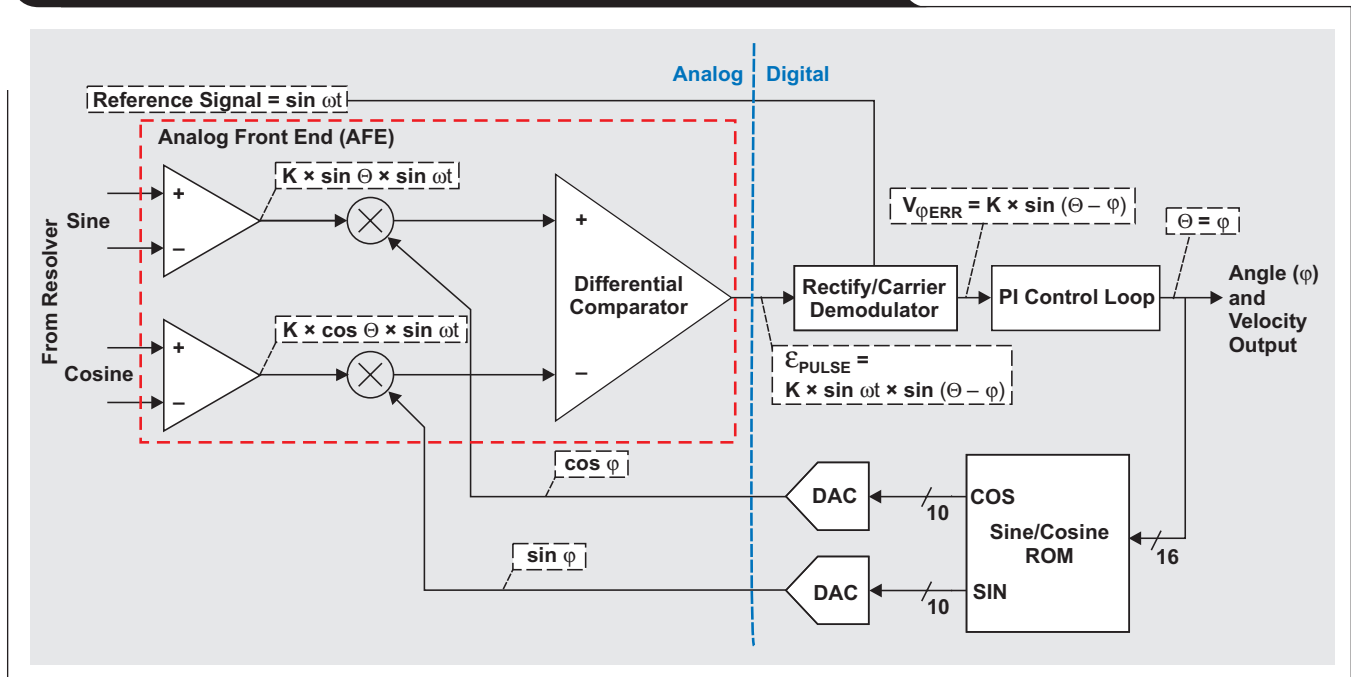 Analog
Digital
Reference Signal = sin ωt
Analog Front End (AFE)
From Resolver
Sine
+
–
K × sin Θ × sin ωt
Cosine
+
–
K × cos Θ × sin ωt
+
–
Differential
Comparator
Rectify/Carrier
Demodulator
VφERR = K × sin (Θ – φ)
PI Control Loop
Θ = φ
Angle (φ)
and
Velocity
Output
ƐPULSE =
K × sin ωt × sin (Θ – φ)
cos φ
DAC
10
COS
Sine/Cosine
ROM
16
sin φ
DAC
10
SIN